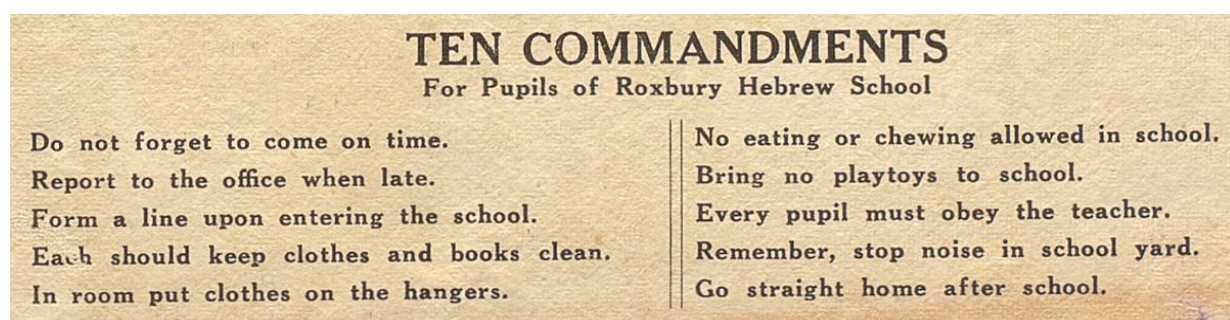 TEN COMMANDMENTS
For Pupils of Roxbury Hebrew School
Do not forget to come on time.
Report to the office when late.
Form a line upon entering the school.
Each should keep clothes and books clean.
In room put clothes on the hangers.
No eating or chewing allowed in school.
Bring no playtoys to school.
Every pupil must obey the teacher.
Remember, stop noise in school yard.
Go straight home after school.